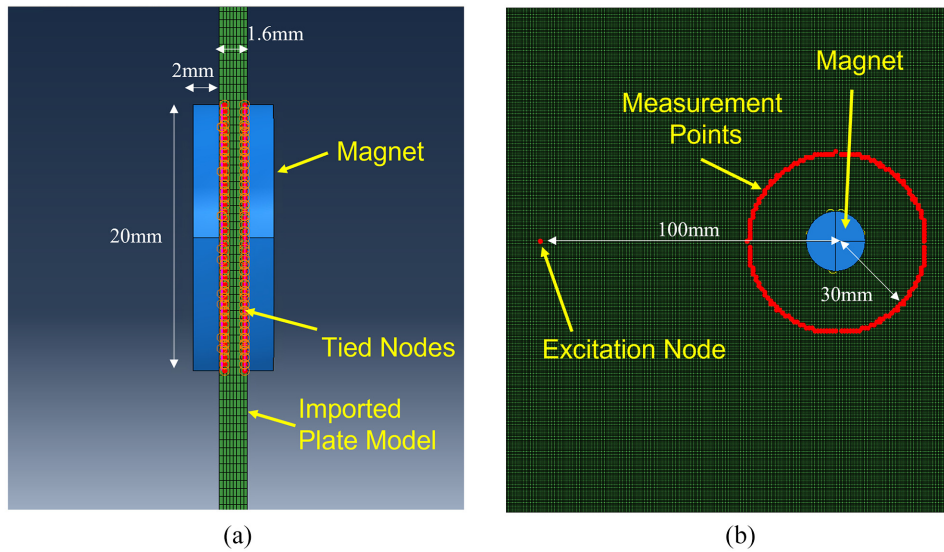 1.6mm
2mm
Magnet
20mm
Tied Nodes
Imported
Plate Model
(a)
Magnet
Measurement
Points
100mm
30mm
Excitation Node
(b)